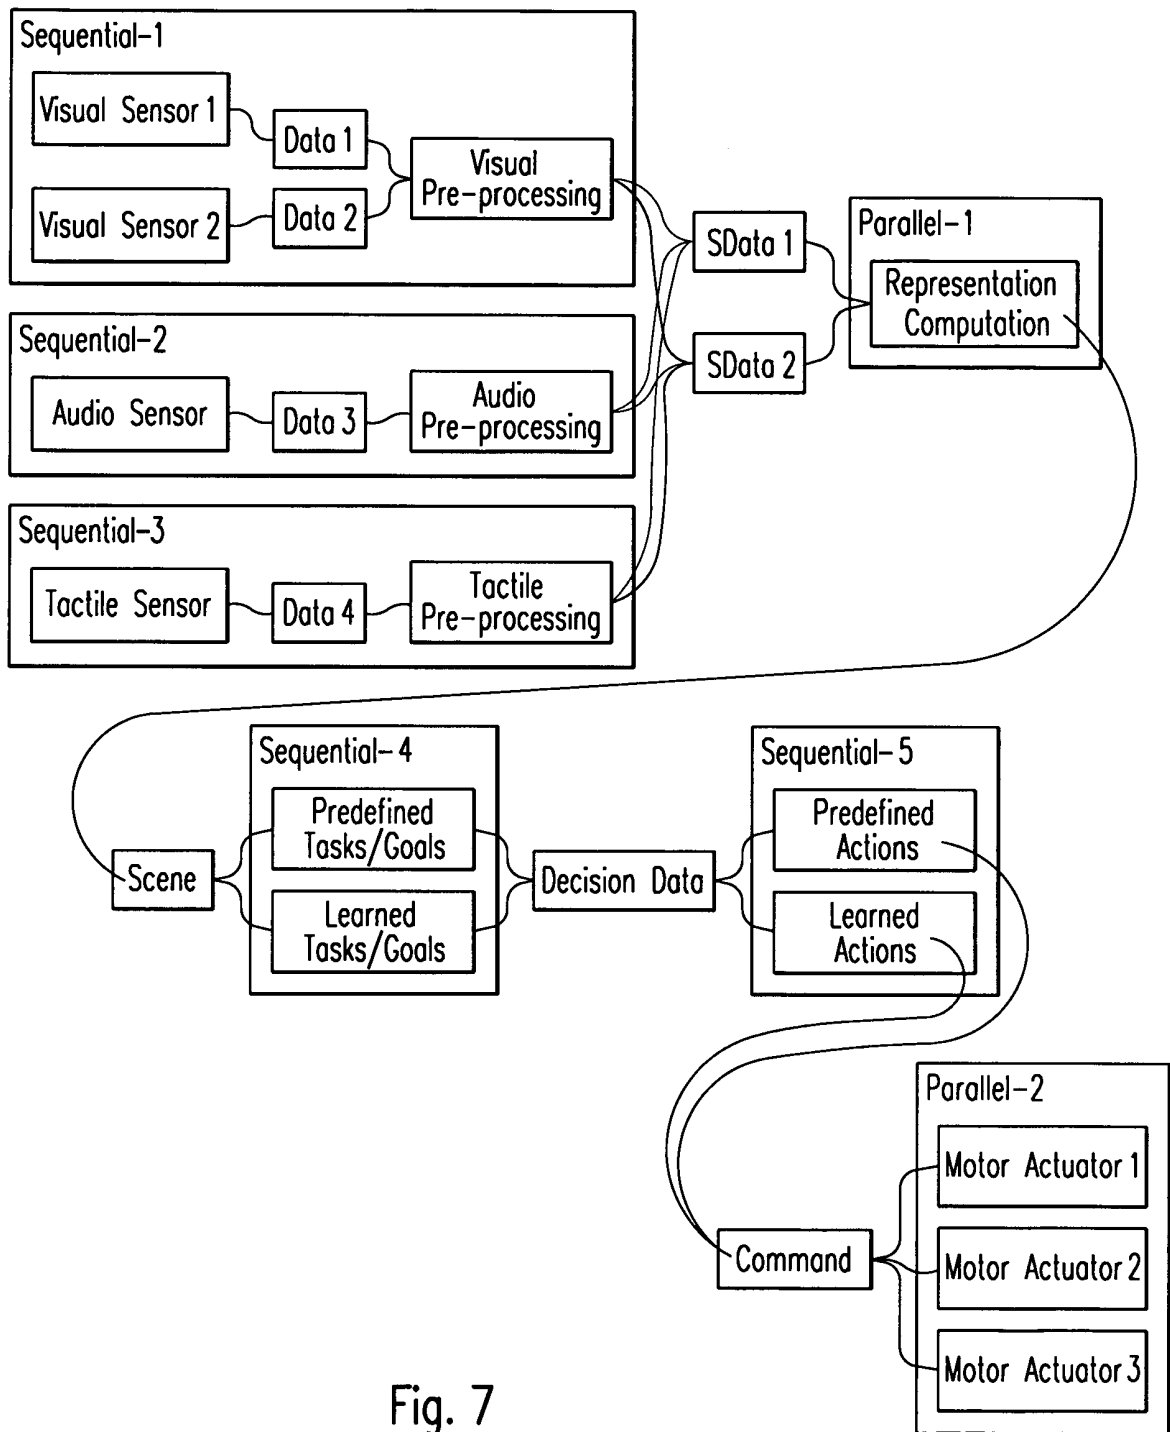 Sequential-1
Visual Sensor 1
Data 1
Visual
Pre-processing
Visual Sensor 2
Data 2
SData 1
Parallel-1
Representation
Computation
Sequential-2
SData 2
Audio Sensor
Data 3
Audio
Pre-processing
Sequential-3
Tactile Sensor
Data 4
Tactile
Pre-processing
Sequential-4
Predefined
Tasks/Goals
Scene
Learned
Tasks/Goals
Decision Data
Sequential-5
Predefined
Actions
Learned
Actions
Parallel-2
Motor Actuator 1
Command
Motor Actuator 2
Motor Actuator 3
Fig. 7